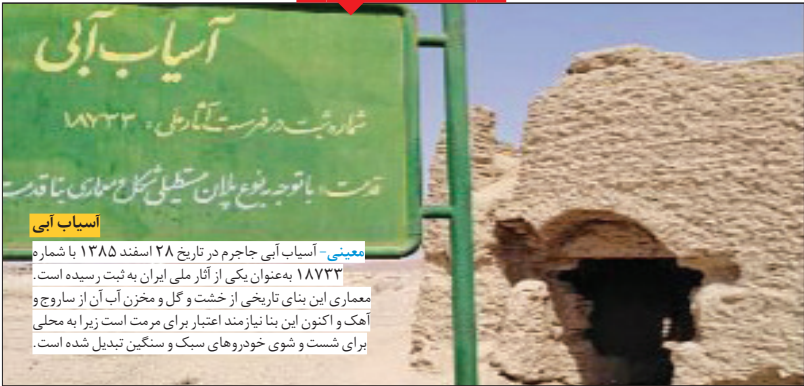 آسیاب آبی
شماره ثبت در فهرست آثار ملی: ۱۸۷۳۳
قدمت: باتوجه به نوع پلان مستطیلی شکل و معماری بنا قدمت
آسیاب آبی
معینی- آسیاب آبی جاجرم در تاریخ ۲۸ اسفند ۱۳۸۵ با شماره
۱۸۷۳۳ به‌عنوان یکی از آثار ملی ایران به ثبت رسیده است.
معماری این بنای تاریخی از خشت و گل و مخزن آب آن از ساروج و
آهک و اکنون این بنا نیازمند اعتبار برای مرمت است زیرا به محلی
برای شست و شوی خودروهای سبک و سنگین تبدیل شده است.